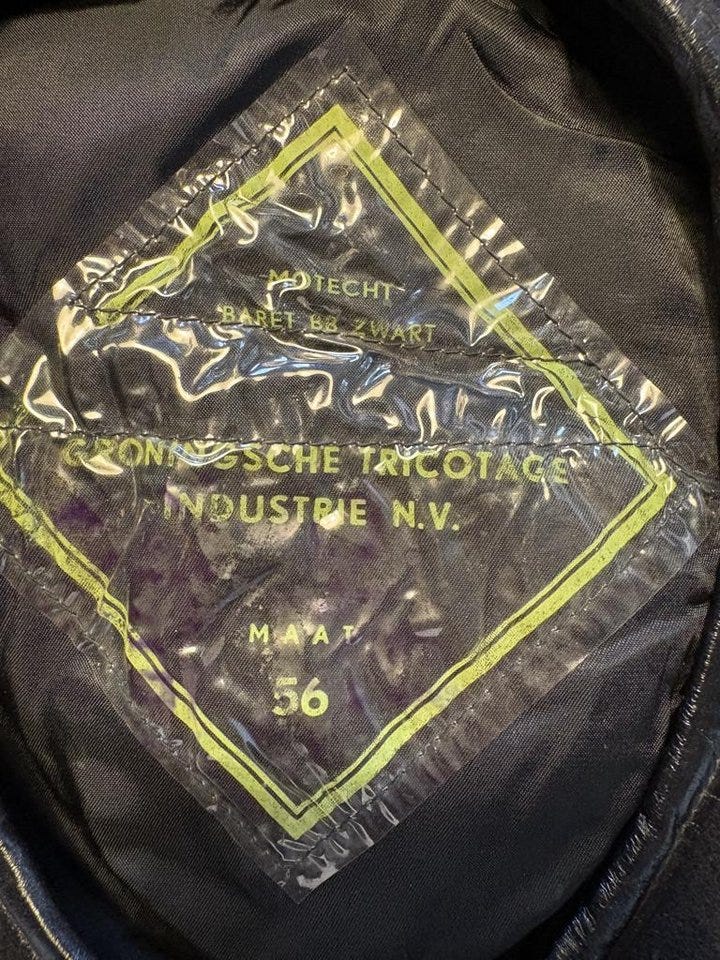 MOTECHT
BARET BB ZWART
GRONINGSCHE TRICOTAGE
INDUSTRIE N.V.
MAAT
56